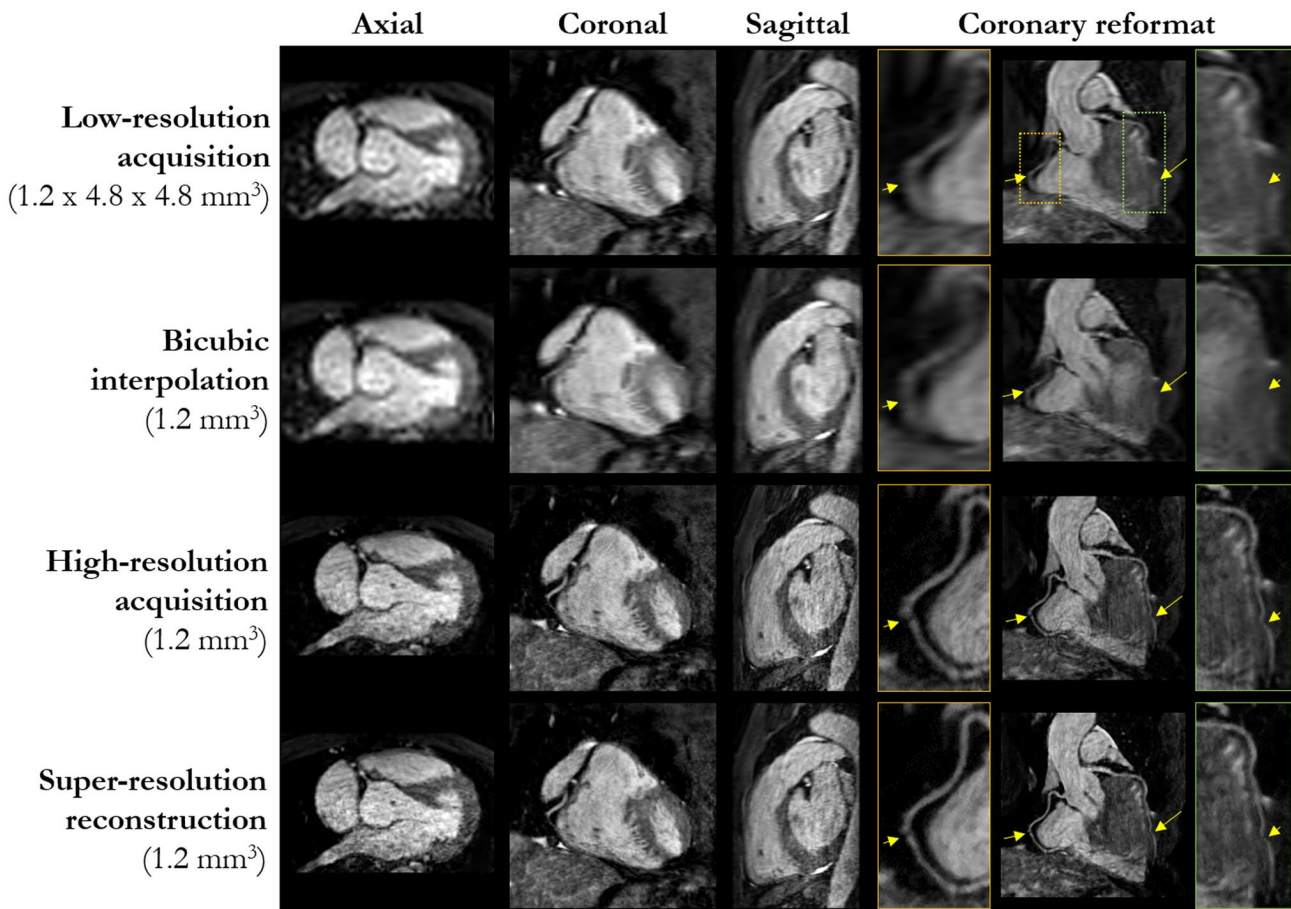 Axial Coronal Sagittal Coronary reformat
Low-resolution
acquisition
(1.2 x 4.8 x 4.8 mm³)
Bicubic
interpolation
(1.2 mm³)
High-resolution
acquisition
(1.2 mm³)
Super-resolution
reconstruction
(1.2 mm³)